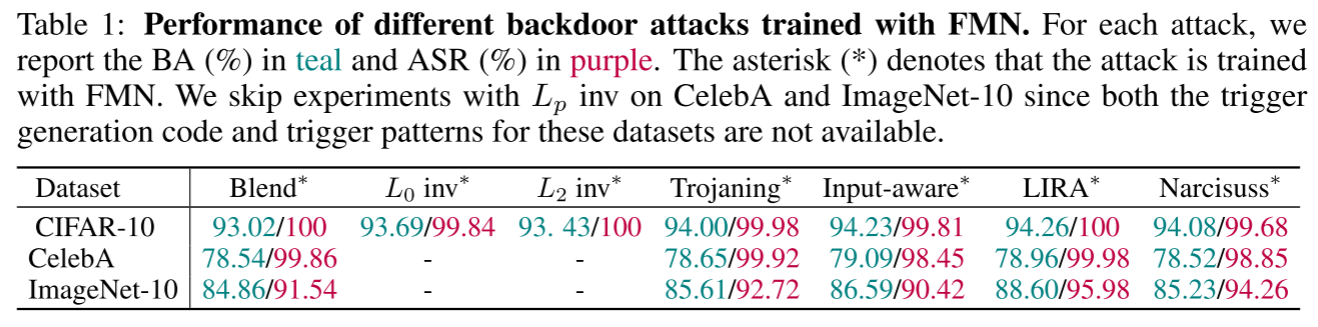 Table 1: Performance of different backdoor attacks trained with FMN. For each attack, we
report the BA (%) in teal and ASR (%) in purple. The asterisk (*) denotes that the attack is trained
with FMN. We skip experiments with Lp inv on CelebA and ImageNet-10 since both the trigger
generation code and trigger patterns for these datasets are not available.
Dataset Blend* L0 inv* L2 inv* Trojaning* Input-aware* LIRA* Narcisuss*
CIFAR-10 93.02/100 93.69/99.84 93. 43/100 94.00/99.98 94.23/99.81 94.26/100 94.08/99.68
CelebA 78.54/99.86 - - 78.65/99.92 79.09/98.45 78.96/99.98 78.52/98.85
ImageNet-10 84.86/91.54 - - 85.61/92.72 86.59/90.42 88.60/95.98 85.23/94.26